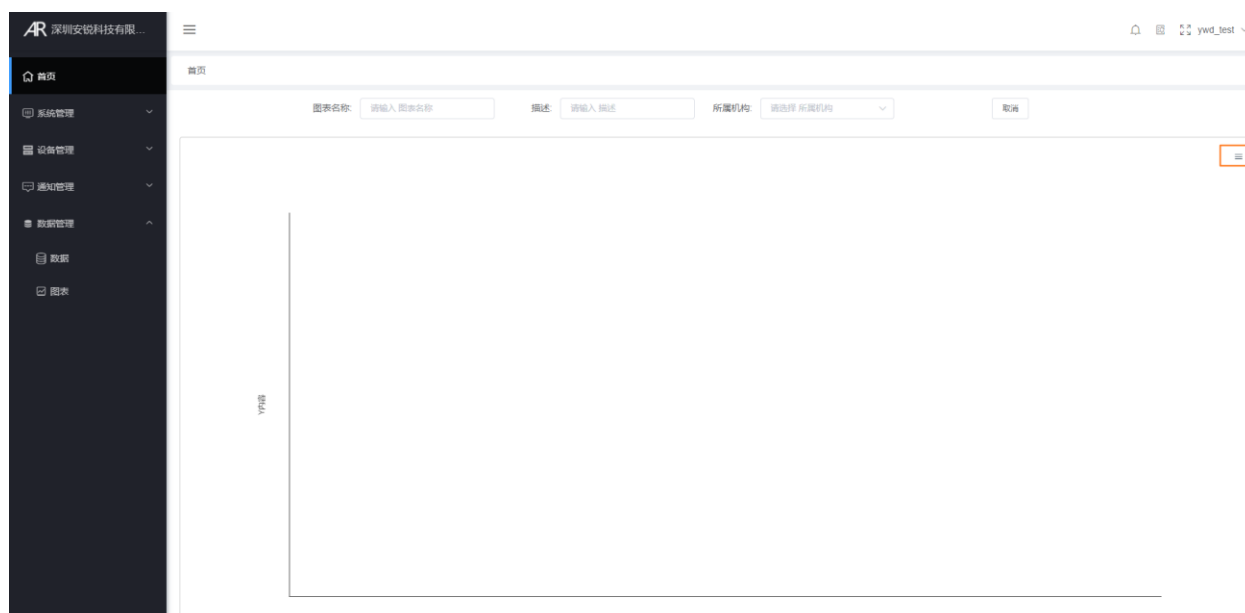 AR 深圳安锐科技有限...
ywd_test
首页
首页
图表名称: 请输入 图表名称
描述: 请输入 描述
所属机构: 请选择 所属机构
取消
系统管理
设备管理
通知管理
数据管理
数据
图表
Y内轴